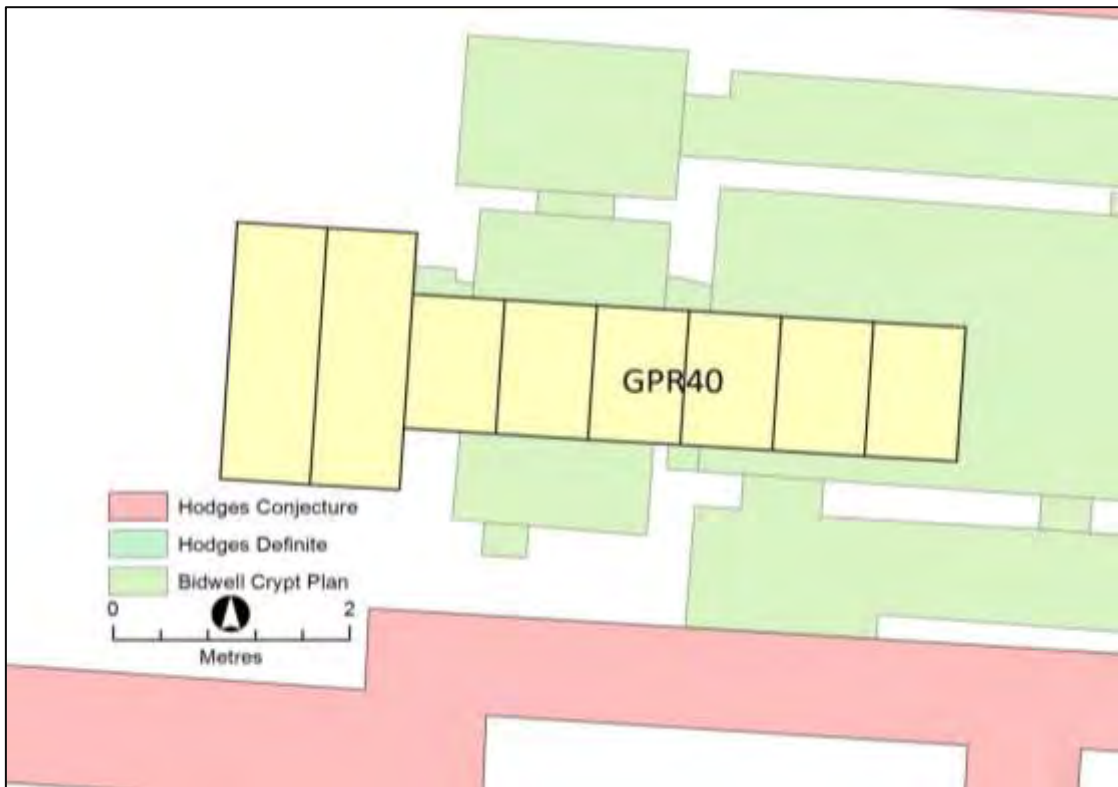 GPR40
Hodges Conjecture
Hodges Definite
Bidwell Crypt Plan
0 2
Metres